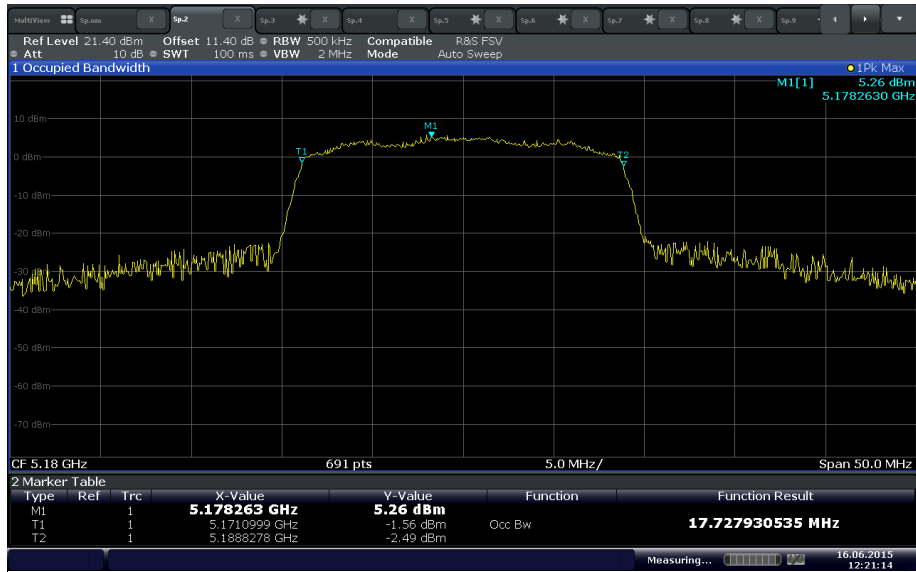 MultiView Sp.um X Sp.2 X Sp.3 X Sp.4 X Sp.5 X Sp.6 X Sp.7 X Sp.8 X Sp.9
Ref Level 21.40 dBm Offset 11.40 dB RBW 500 kHz Compatible R&S FSV
Att 10 dB SWT 100 ms VBW 2 MHz Mode Auto Sweep
1 Occupied Bandwidth 1Pk Max
M1[1] 5.26 dBm
5.1782630 GHz
10 dBm
M1
T1
T2
0 dBm
-10 dBm
-20 dBm
-30 dBm
-40 dBm
-50 dBm
-60 dBm
-70 dBm
CF 5.18 GHz 691 pts 5.0 MHz/ Span 50.0 MHz
2 Marker Table
Type Ref Trc X-Value Y-Value Function Function Result
M1 1 5.178263 GHz 5.26 dBm
T1 1 5.1710999 GHz -1.56 dBm Occ Bw 17.727930535 MHz
T2 1 5.1888278 GHz -2.49 dBm
Measuring... 16.06.2015
12:21:14